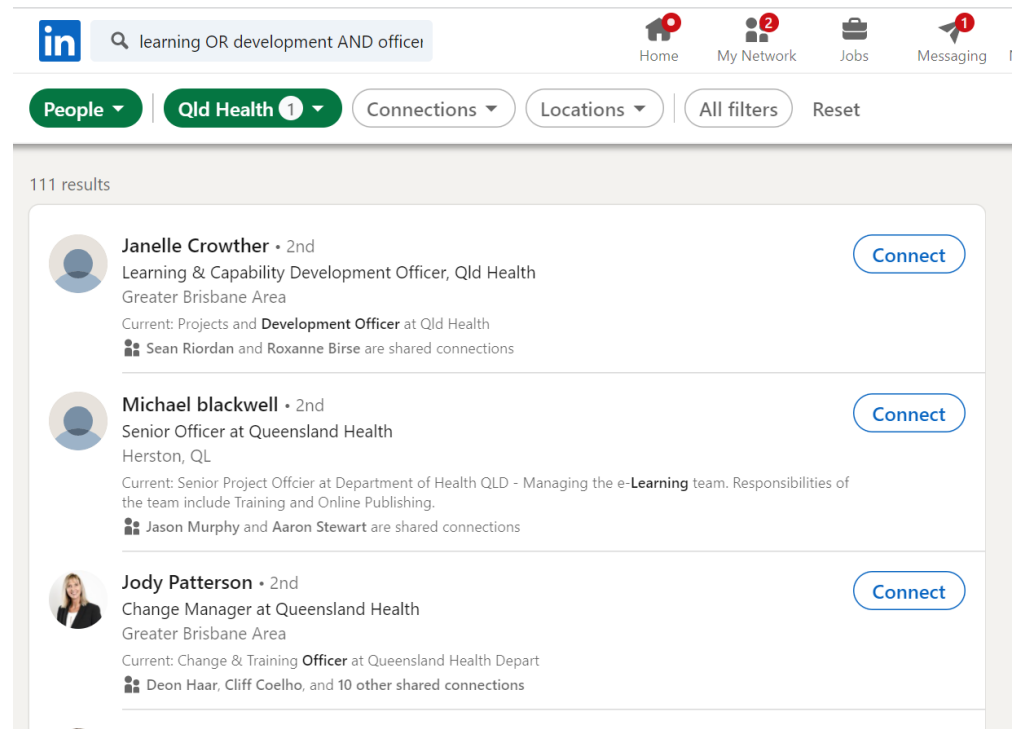 in
learning OR development AND officer
Home
2
My Network
Jobs
1
Messaging
People
Qld Health 1
Connections
Locations
All filters
Reset
111 results
Janelle Crowther • 2nd
Connect
Learning & Capability Development Officer, Qld Health
Greater Brisbane Area
Current: Projects and Development Officer at Qld Health
Sean Riordan and Roxanne Birse are shared connections
Michael blackwell • 2nd
Connect
Senior Officer at Queensland Health
Herston, QL
Current: Senior Project Offcier at Department of Health QLD - Managing the e-Learning team. Responsibilities of
the team include Training and Online Publishing.
Jason Murphy and Aaron Stewart are shared connections
Jody Patterson • 2nd
Connect
Change Manager at Queensland Health
Greater Brisbane Area
Current: Change & Training Officer at Queensland Health Depart
Deon Haar, Cliff Coelho, and 10 other shared connections